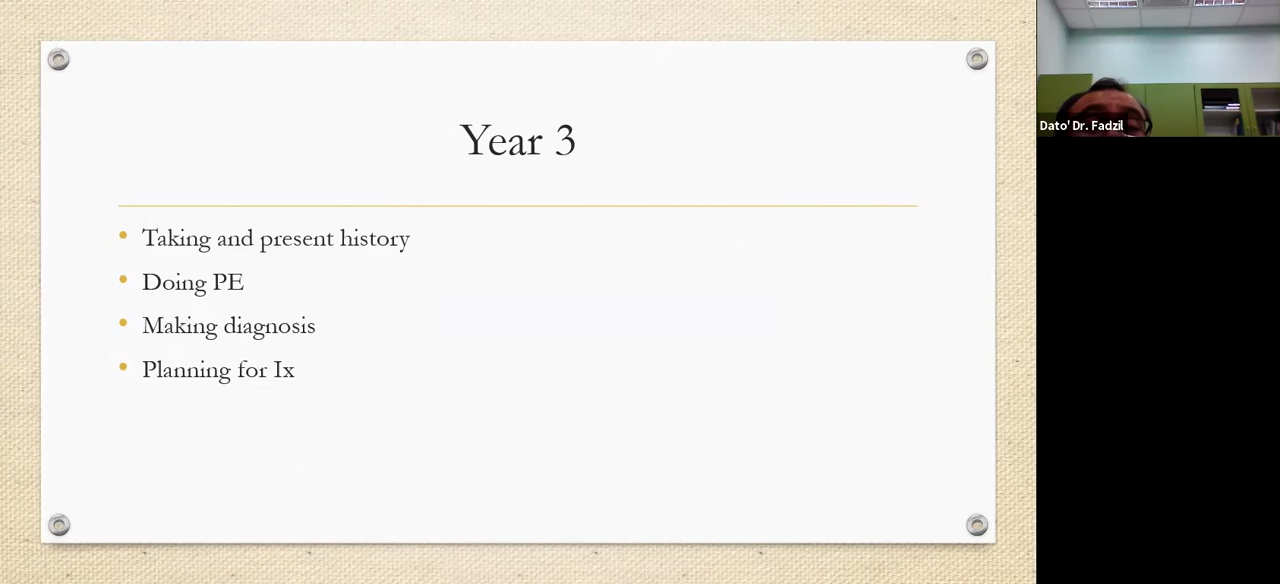 Year 3
Taking and present history
Doing PE
Making diagnosis
Planning for Ix
Dato' Dr. Fadzil